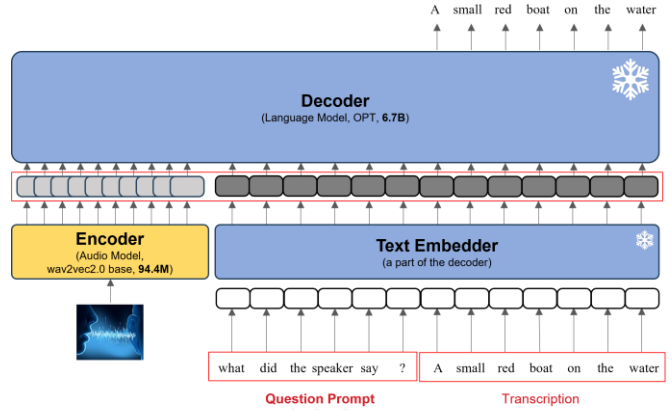 A small red boat on the water
Decoder
(Language Model, OPT, 6.7B)
Encoder
(Audio Model,
wav2vec2.0 base, 94.4M)
Text Embedder
(a part of the decoder)
what did the speaker say ? A small red boat on the water
Question Prompt Transcription